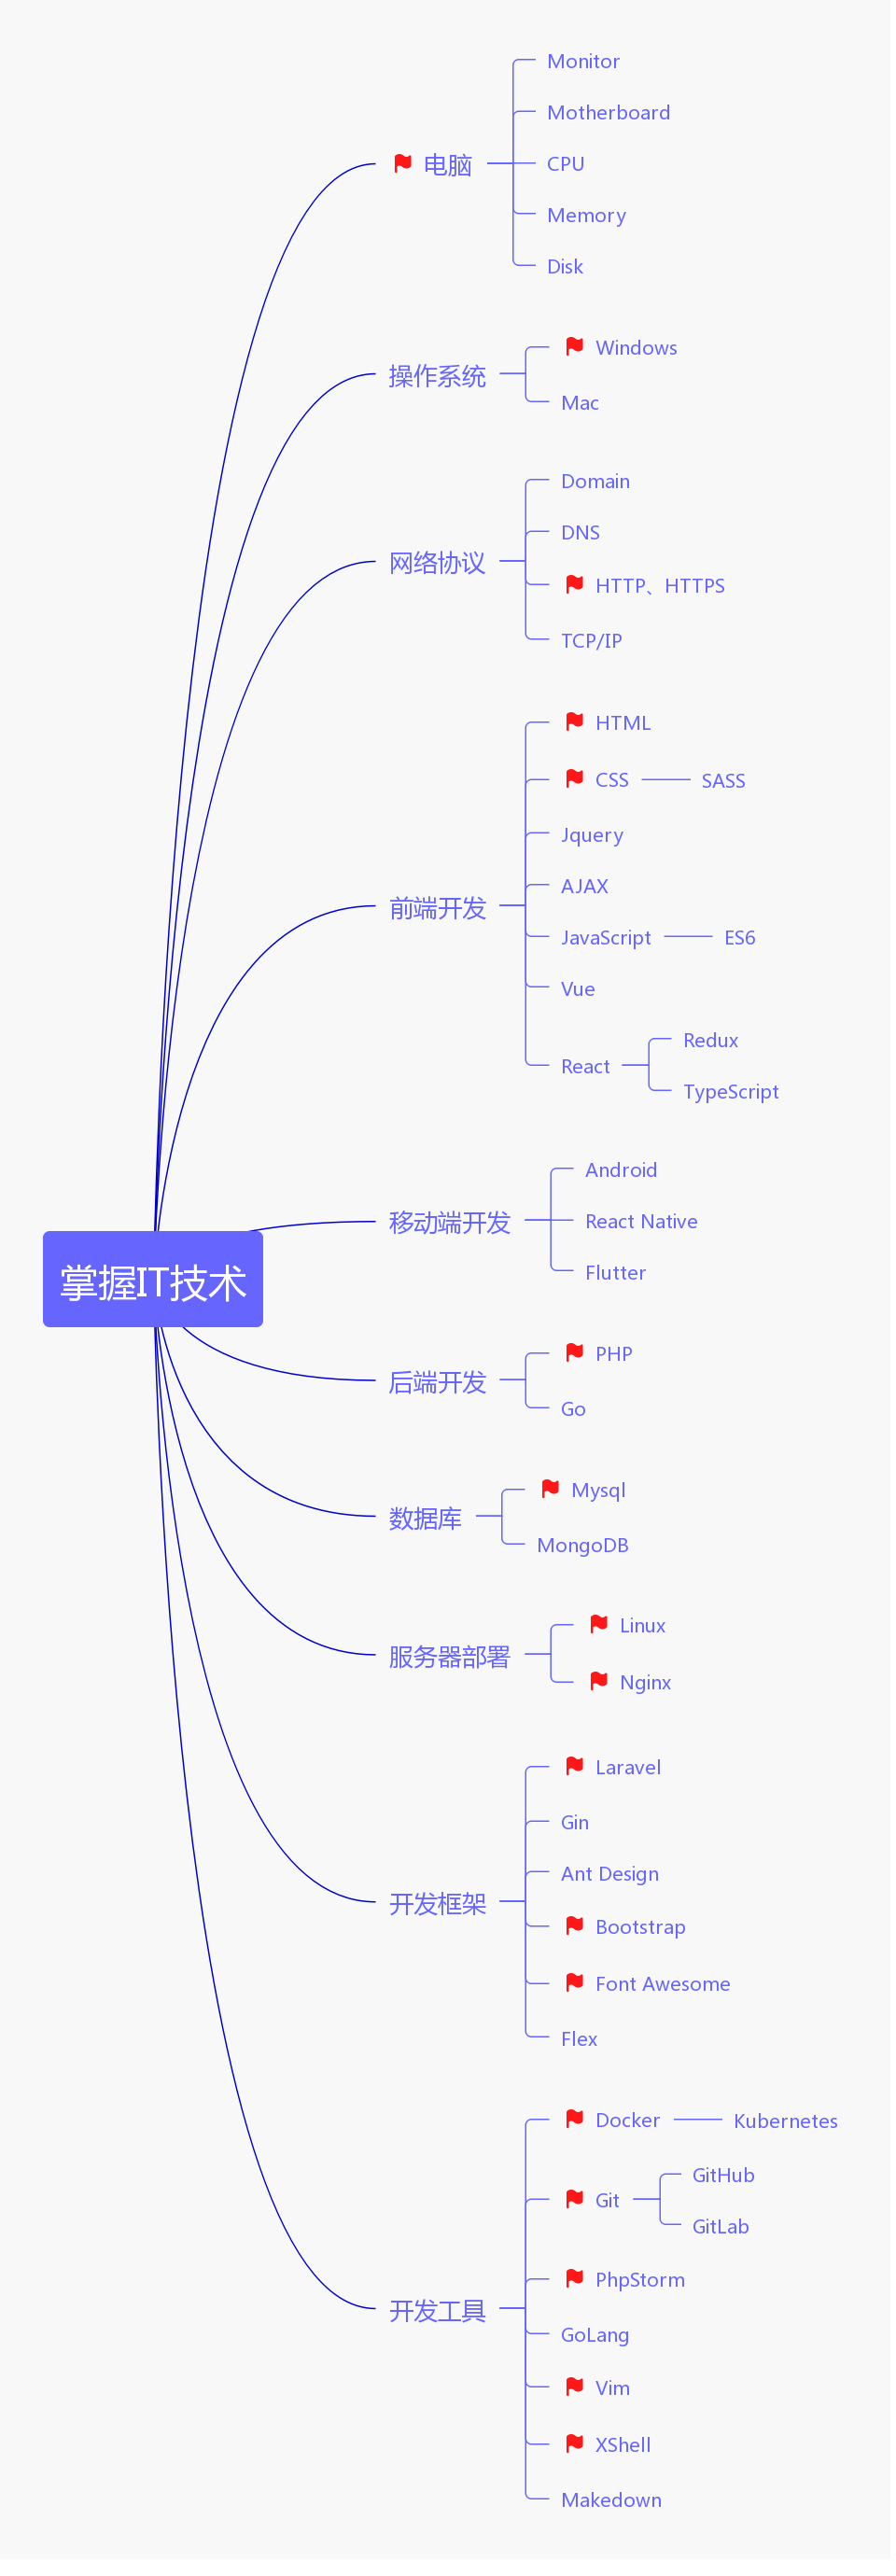 掌握IT技术
电脑
Monitor
Motherboard
CPU
Memory
Disk
操作系统
Windows
Mac
网络协议
Domain
DNS
HTTP、HTTPS
TCP/IP
前端开发
HTML
CSS
SASS
Jquery
AJAX
JavaScript
ES6
Vue
React
Redux
TypeScript
移动端开发
Android
React Native
Flutter
后端开发
PHP
Go
数据库
Mysql
MongoDB
服务器部署
Linux
Nginx
开发框架
Laravel
Gin
Ant Design
Bootstrap
Font Awesome
Flex
开发工具
Docker
Kubernetes
Git
GitHub
GitLab
PhpStorm
GoLang
Vim
XShell
Makedown